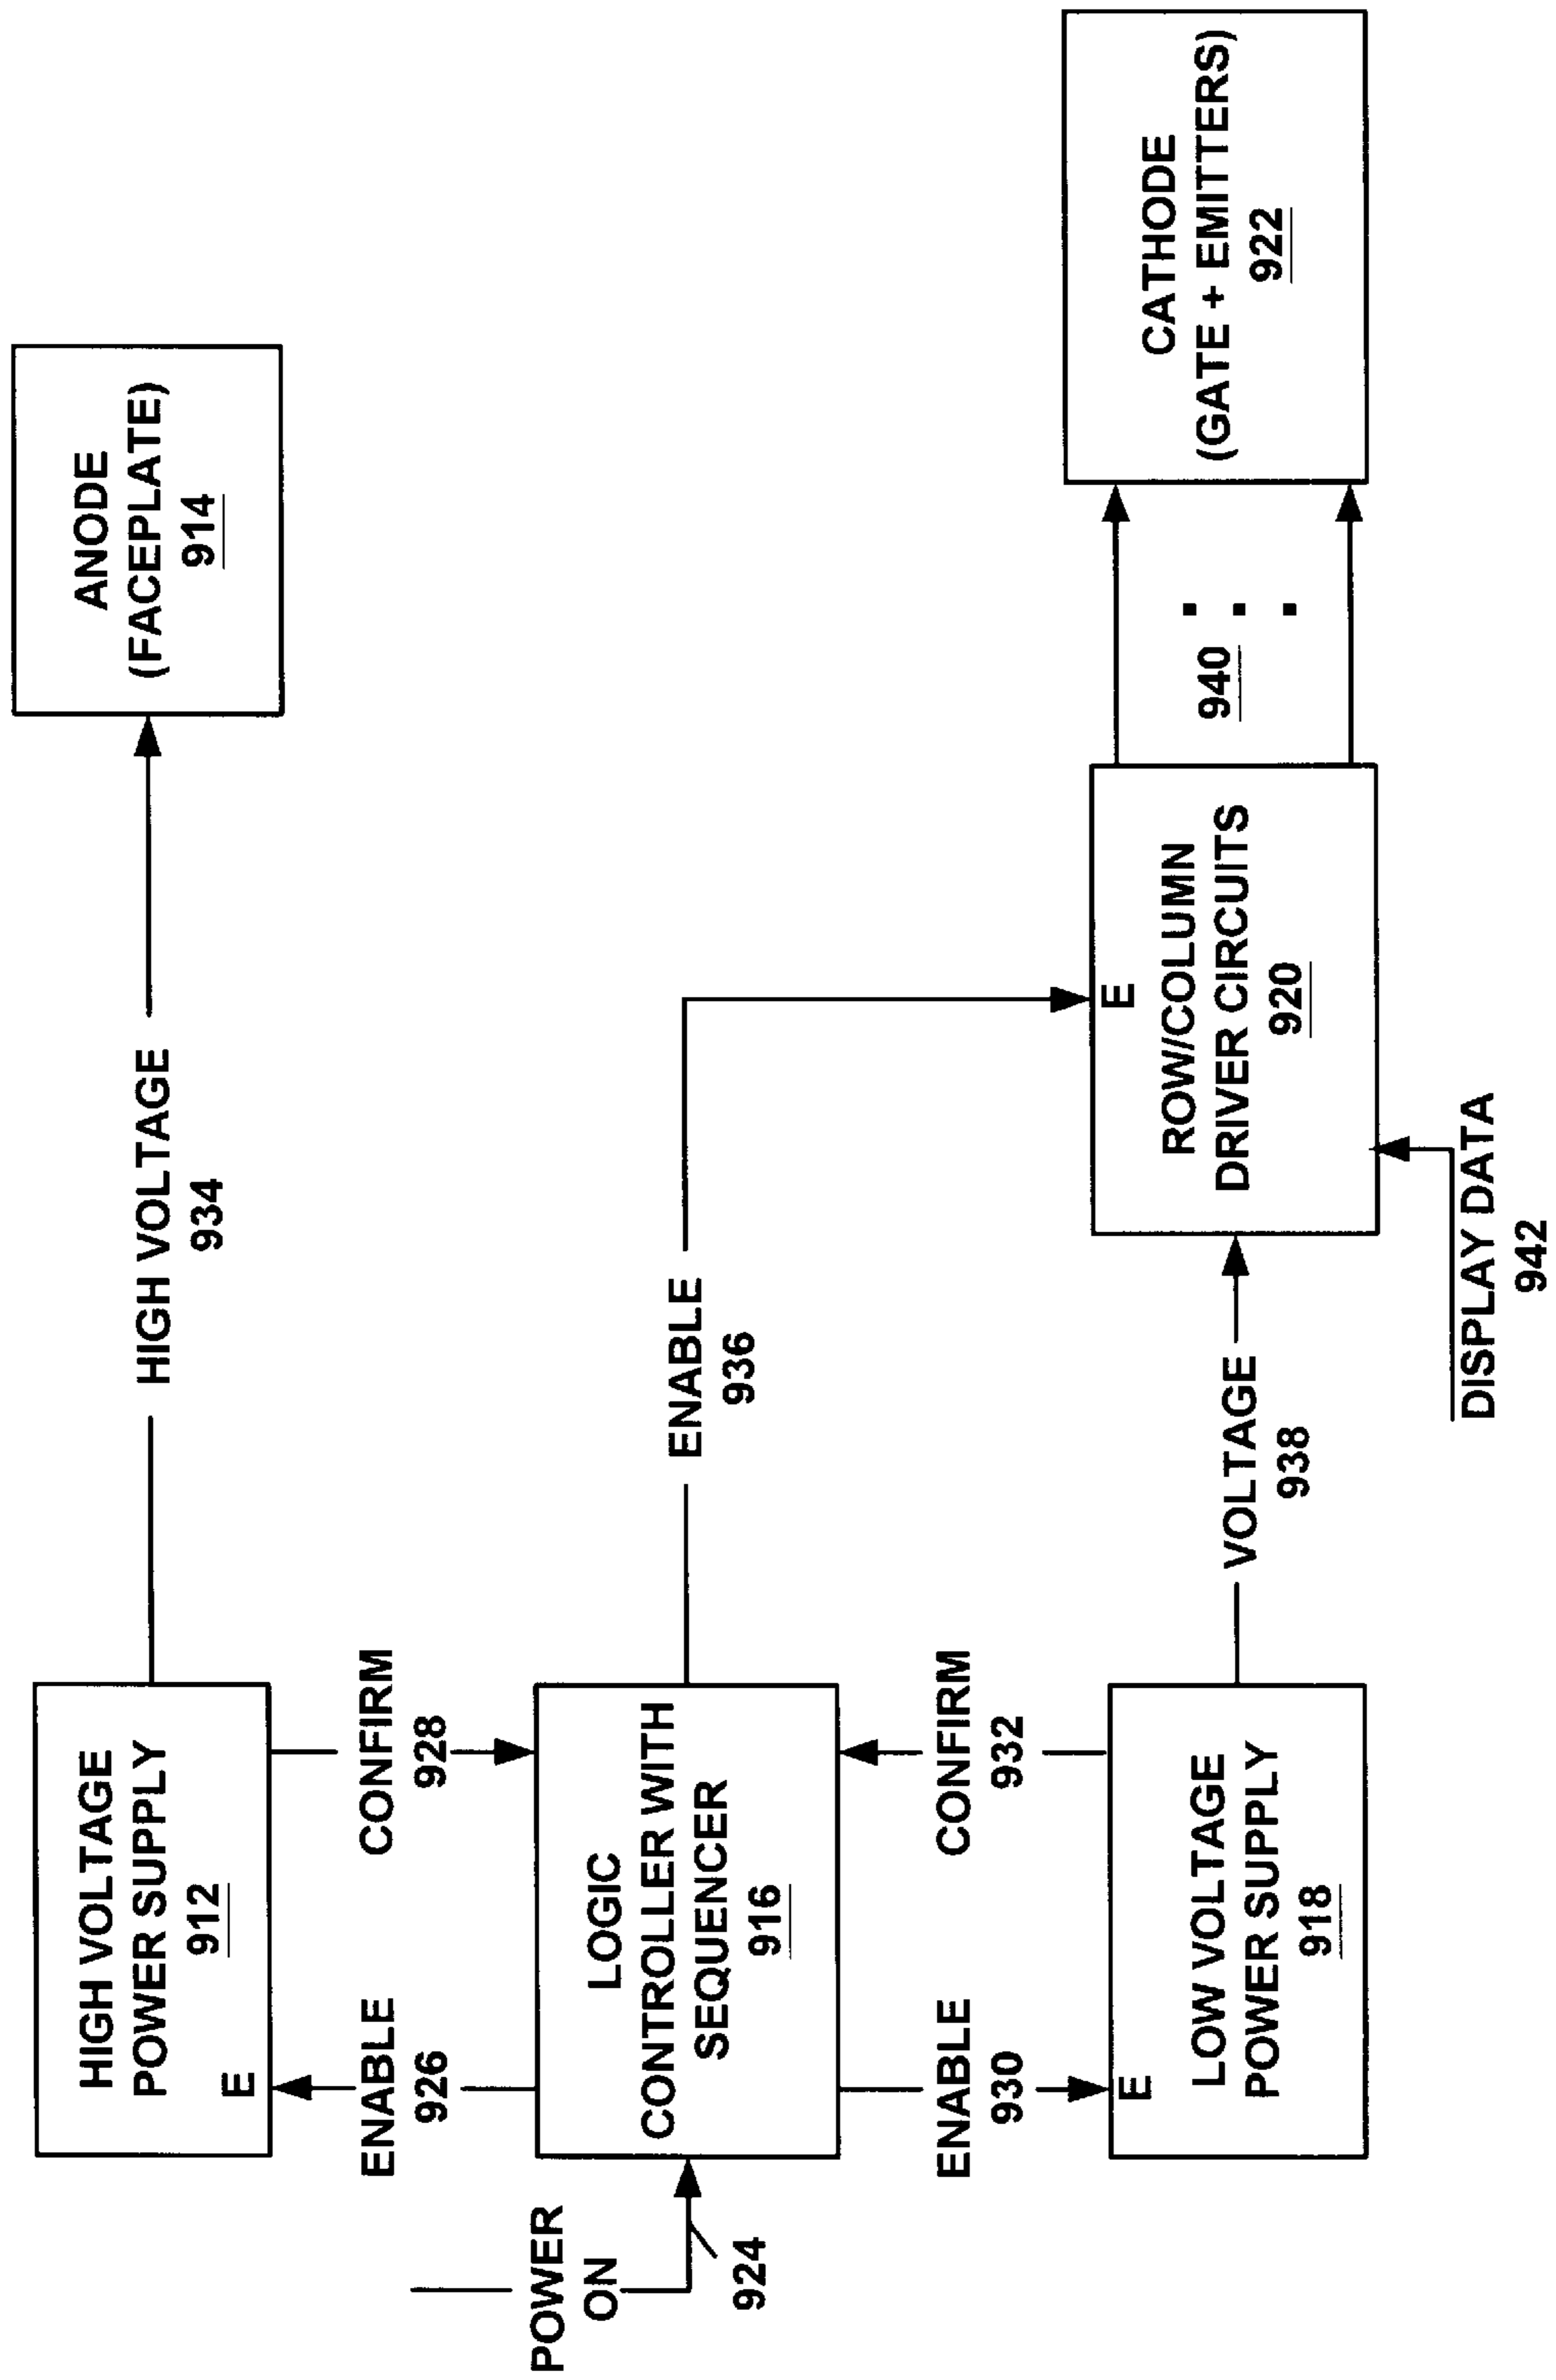 HIGH VOLTAGE
POWER SUPPLY
912
E
HIGH VOLTAGE
934
ANODE
(FACEPLATE)
914
ENABLE
926
CONFIRM
928
POWER
ON
924
LOGIC
CONTROLLER WITH
SEQUENCER
916
ENABLE
936
ENABLE
930
CONFIRM
932
E
LOW VOLTAGE
POWER SUPPLY
918
VOLTAGE
938
E
ROW/COLUMN
DRIVER CIRCUITS
920
940
CATHODE
(GATE + EMITTERS)
922
DISPLAY DATA
942